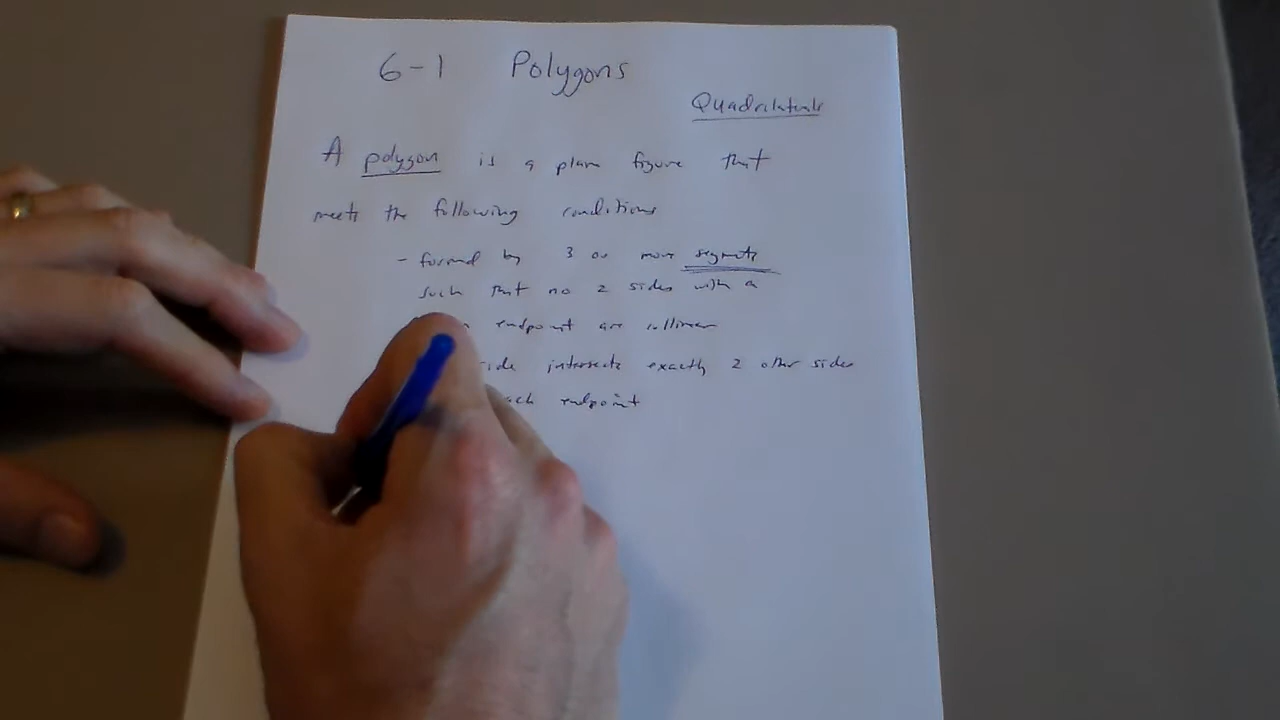 6-1 Polygons
Quadrilaterals
A polygon is a plane figure that
meets the following conditions
- formed by 3 or more segments
such that no 2 sides with a
endpoint are collinear
intersects exactly 2 other sides
endpoint